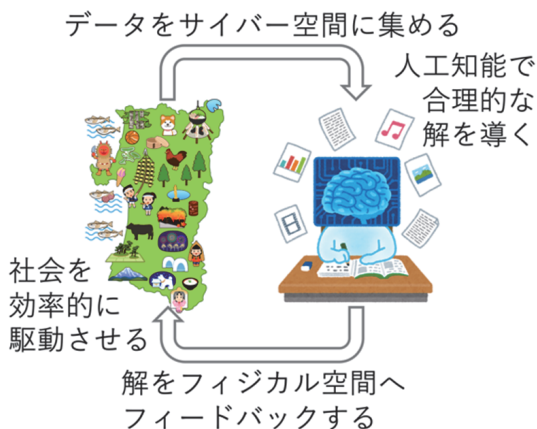 データをサイバー空間に集める
人工知能で
合理的な
解を導く
社会を
効率的に
駆動させる
解をフィジカル空間へ
フィードバックする